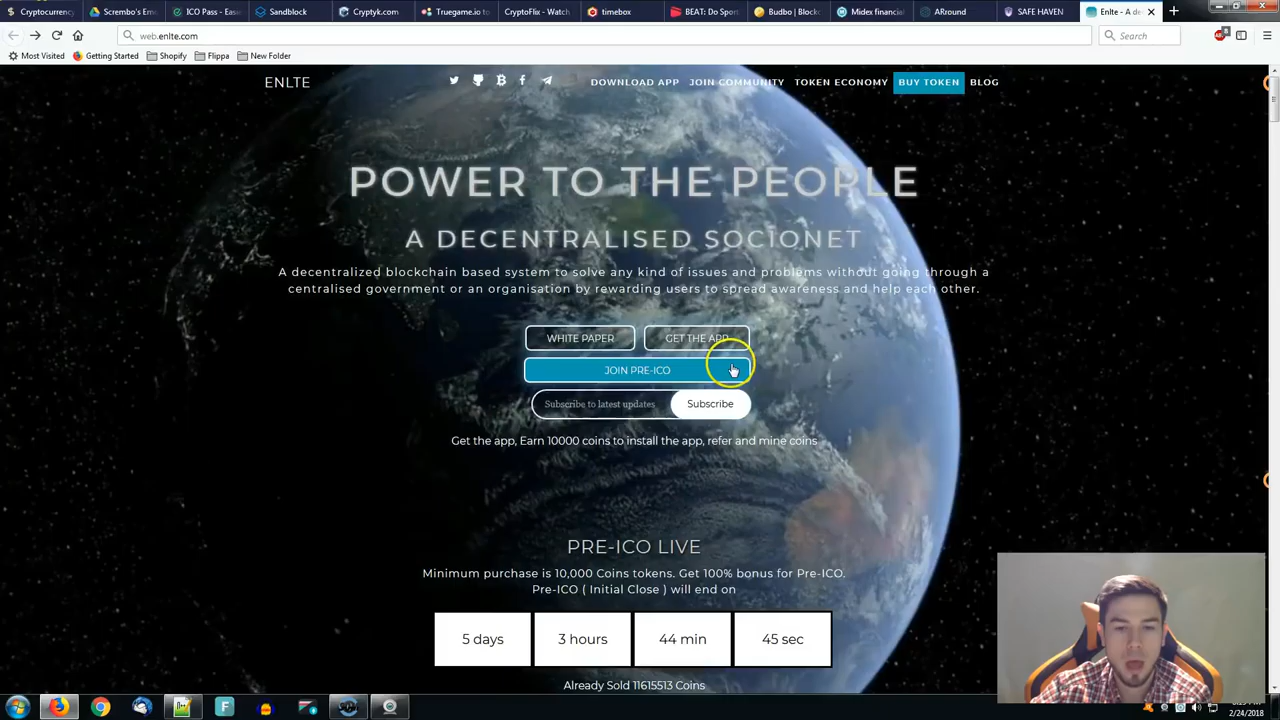 Cryptocurrency
Scrembo's Erne
ICO Pass - Ease
Sandblock
Cryptyk.com
Truegame.io to
CryptoFlix - Watch
timebox
BEAT: Do Sport
Budbo | Blockc
Midex financial
ARround
SAFE HAVEN
Enlte - A de
web.enlte.com
Search
Most Visited
Getting Started
Shopify
Flippa
New Folder
ENLTE
DOWNLOAD APP
JOIN COMMUNITY
TOKEN ECONOMY
BUY TOKEN
BLOG
POWER TO THE PEOPLE
A DECENTRALISED SOCIONET
A decentralized blockchain based system to solve any kind of issues and problems without going through a
centralised government or an organisation by rewarding users to spread awareness and help each other.
WHITE PAPER
GET THE APP
JOIN PRE-ICO
Subscribe to latest updates
Subscribe
Get the app, Earn 10000 coins to install the app, refer and mine coins
PRE-ICO LIVE
Minimum purchase is 10,000 Coins tokens. Get 100% bonus for Pre-ICO.
Pre-ICO ( Initial Close ) will end on
5 days
3 hours
44 min
45 sec
Already Sold 11615513 Coins
2/24/2018